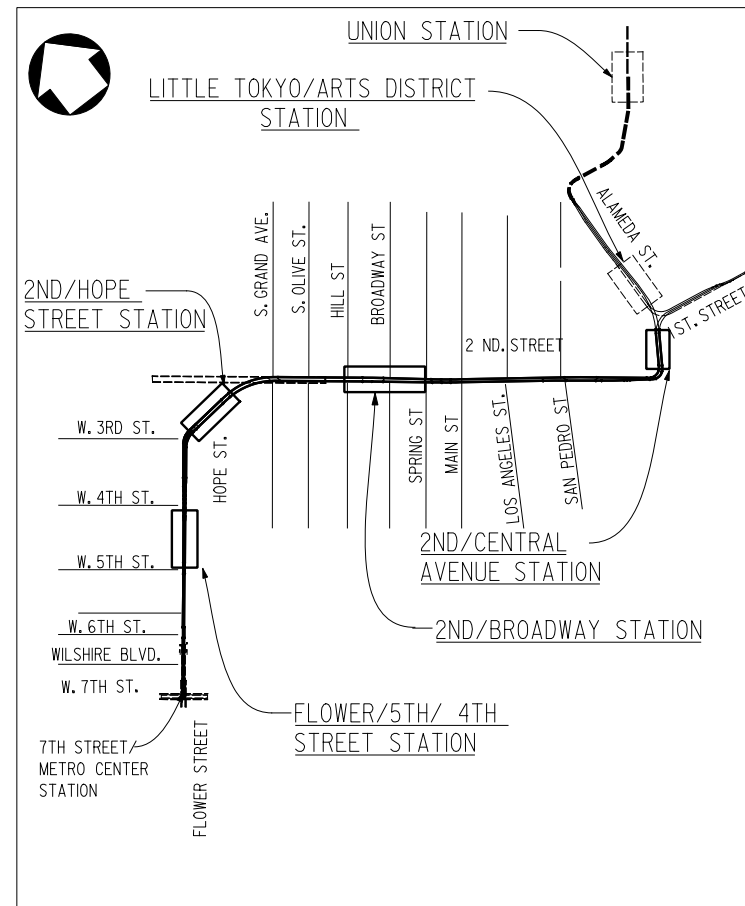 UNION STATION
LITTLE TOKYO/ARTS DISTRICT
STATION
ALAMEDA ST.
1ST. STREET
S. GRAND AVE.
S. OLIVE ST.
HILL ST
BROADWAY ST
2ND/HOPE
STREET STATION
2 ND. STREET
W. 3RD ST.
HOPE ST.
SPRING ST
MAIN ST
LOS ANGELES ST.
SAN PEDRO ST
W. 4TH ST.
W. 5TH ST.
2ND/CENTRAL
AVENUE STATION
W. 6TH ST.
2ND/BROADWAY STATION
WILSHIRE BLVD.
W. 7TH ST.
FLOWER/5TH/ 4TH
STREET STATION
7TH STREET/
METRO CENTER
STATION
FLOWER STREET